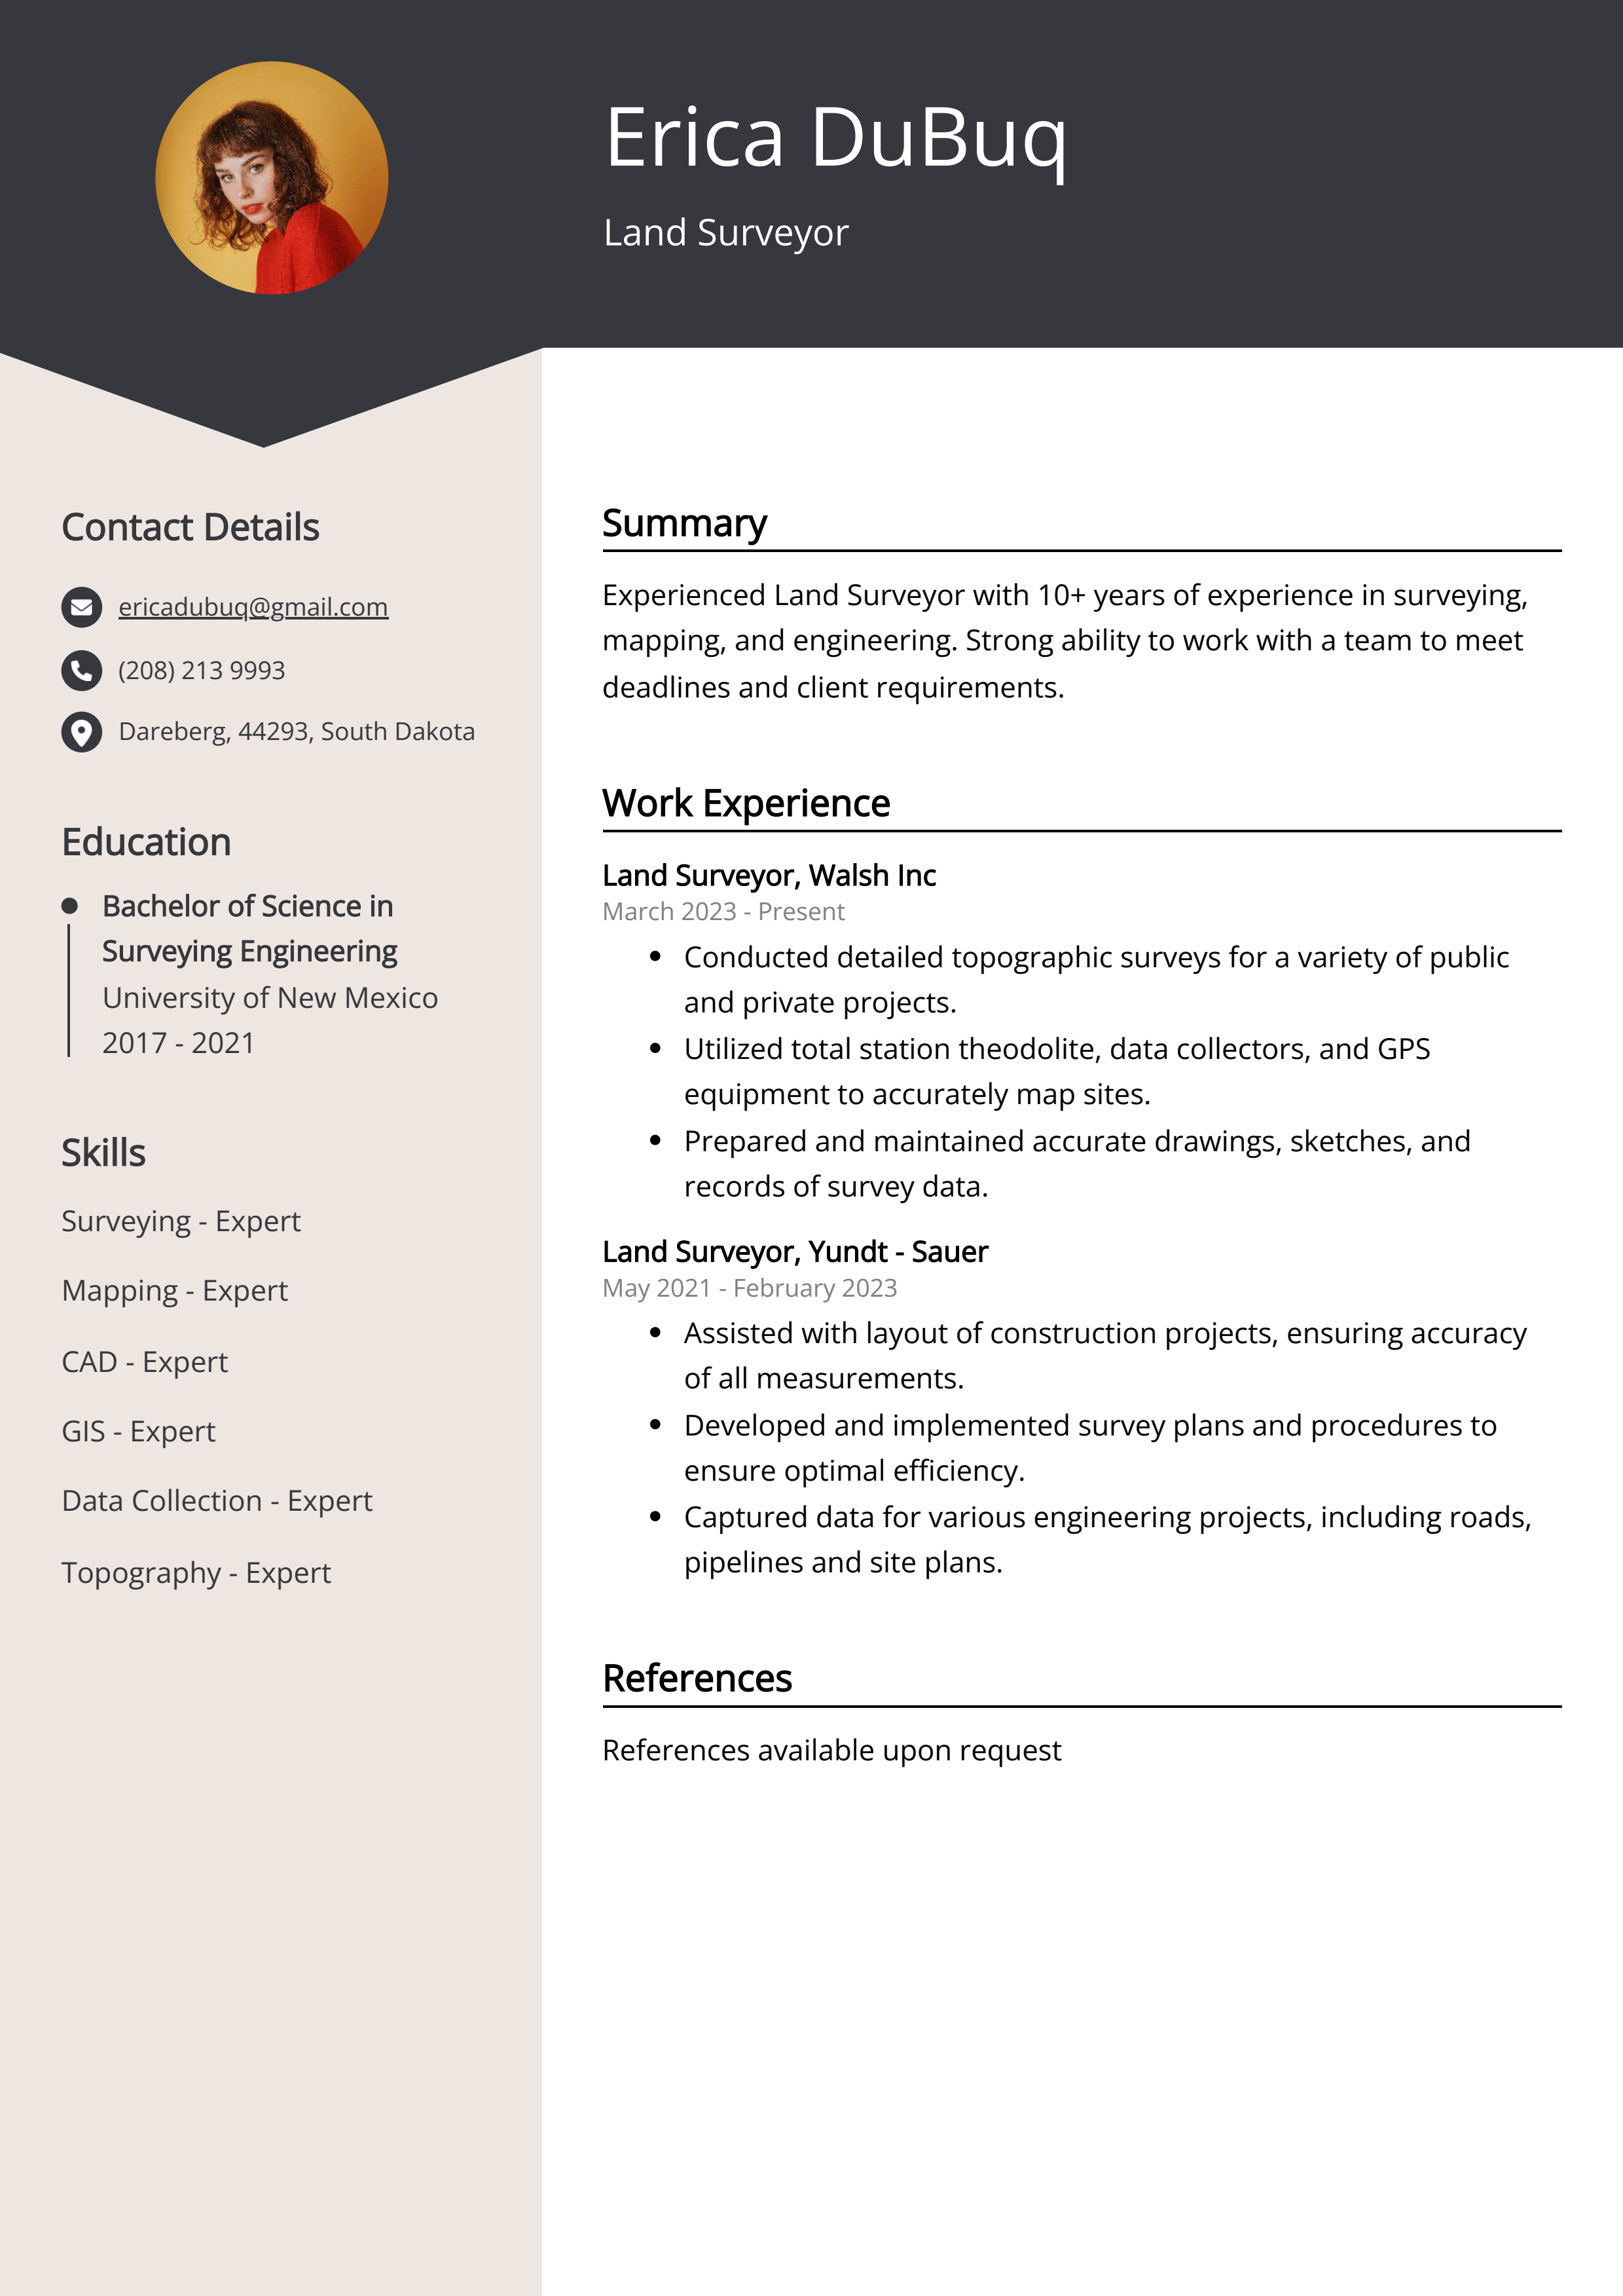 Erica DuBuq
Land Surveyor
Contact Details
ericadubuq@gmail.com
(208) 213 9993
Dareberg, 44293, South Dakota
Education
Bachelor of Science in
Surveying Engineering
University of New Mexico
2017 - 2021
Skills
Surveying - Expert
Mapping - Expert
CAD - Expert
GIS - Expert
Data Collection - Expert
Topography - Expert
Summary
Experienced Land Surveyor with 10+ years of experience in surveying,
mapping, and engineering. Strong ability to work with a team to meet
deadlines and client requirements.
Work Experience
Land Surveyor, Walsh Inc
March 2023 - Present
• Conducted detailed topographic surveys for a variety of public
and private projects.
• Utilized total station theodolite, data collectors, and GPS
equipment to accurately map sites.
• Prepared and maintained accurate drawings, sketches, and
records of survey data.
Land Surveyor, Yundt - Sauer
May 2021 - February 2023
• Assisted with layout of construction projects, ensuring accuracy
of all measurements.
• Developed and implemented survey plans and procedures to
ensure optimal efficiency.
• Captured data for various engineering projects, including roads,
pipelines and site plans.
References
References available upon request